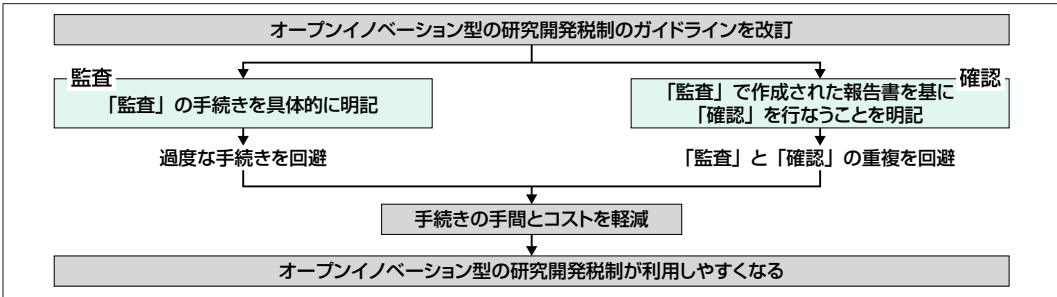 オープンイノベーション型の研究開発税制のガイドラインを改訂
監査
「監査」の手続きを具体的に明記
確認
「監査」で作成された報告書を基に
「確認」を行なうことを明記
過度な手続きを回避
「監査」と「確認」の重複を回避
手続きの手間とコストを軽減
オープンイノベーション型の研究開発税制が利用しやすくなる